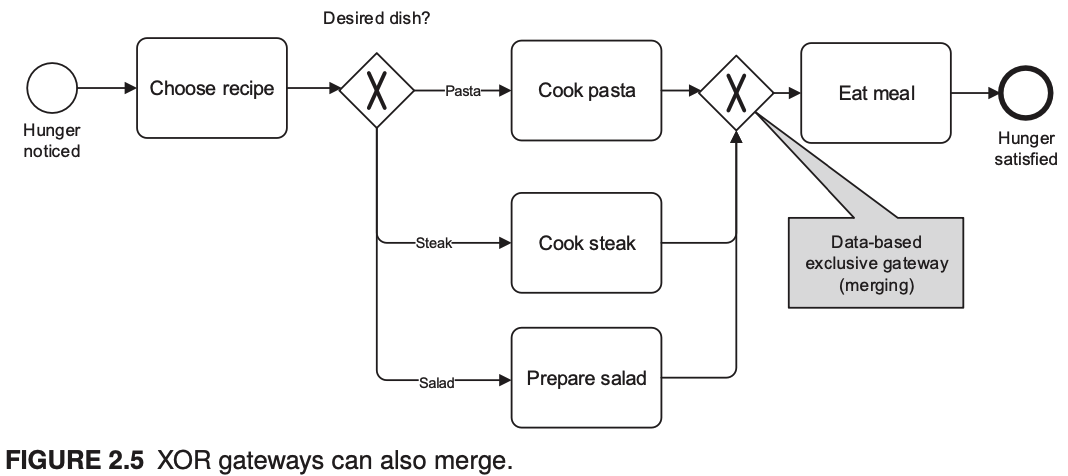 Desired dish?
Hunger
noticed
Choose recipe
X
Pasta
Cook pasta
X
Eat meal
Hunger
satisfied
Steak
Cook steak
Data-based
exclusive gateway
(merging)
Salad
Prepare salad
FIGURE 2.5 XOR gateways can also merge.